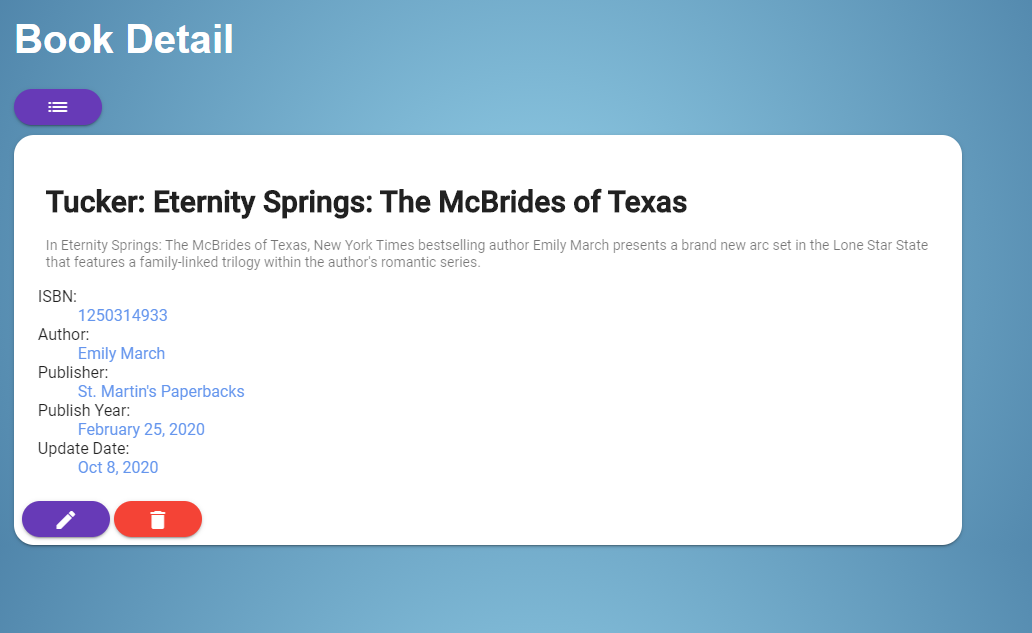 Book Detail
Tucker: Eternity Springs: The McBrides of Texas
In Eternity Springs: The McBrides of Texas, New York Times bestselling author Emily March presents a brand new arc set in the Lone Star State
that features a family-linked trilogy within the author's romantic series.
ISBN:
1250314933
Author:
Emily March
Publisher:
St. Martin's Paperbacks
Publish Year:
February 25, 2020
Update Date:
Oct 8, 2020